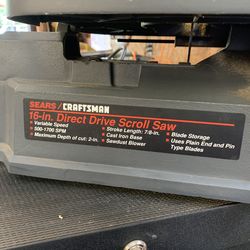 SEARS / CRAFTSMAN
16-in. Direct Drive Scroll Saw
• Variable Speed
• 500-1700 SPM
• Maximum Depth of cut: 2-in.
• Stroke Length: 7/8-in.
• Cast Iron Base
• Sawdust Blower
• Blade Storage
• Uses Plain End and Pin
Type Blades